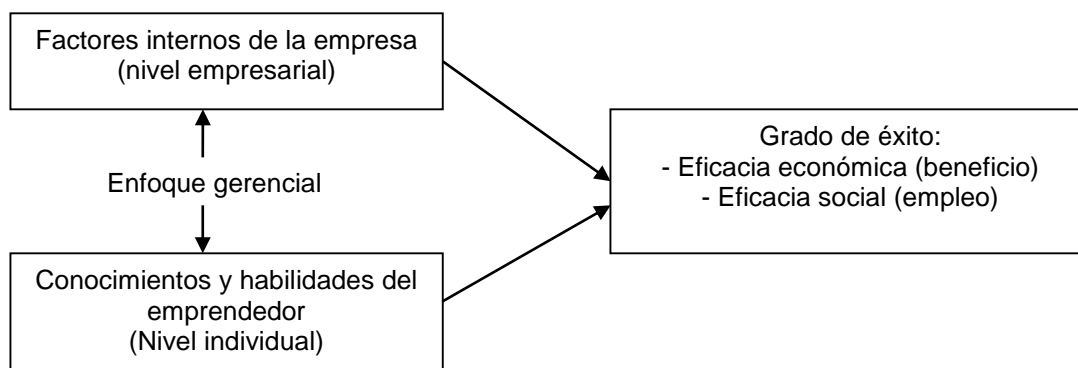 Factores internos de la empresa
(nivel empresarial)
Enfoque gerencial
Conocimientos y habilidades del
emprendedor
(Nivel individual)
Grado de éxito:
- Eficacia económica (beneficio)
- Eficacia social (empleo)